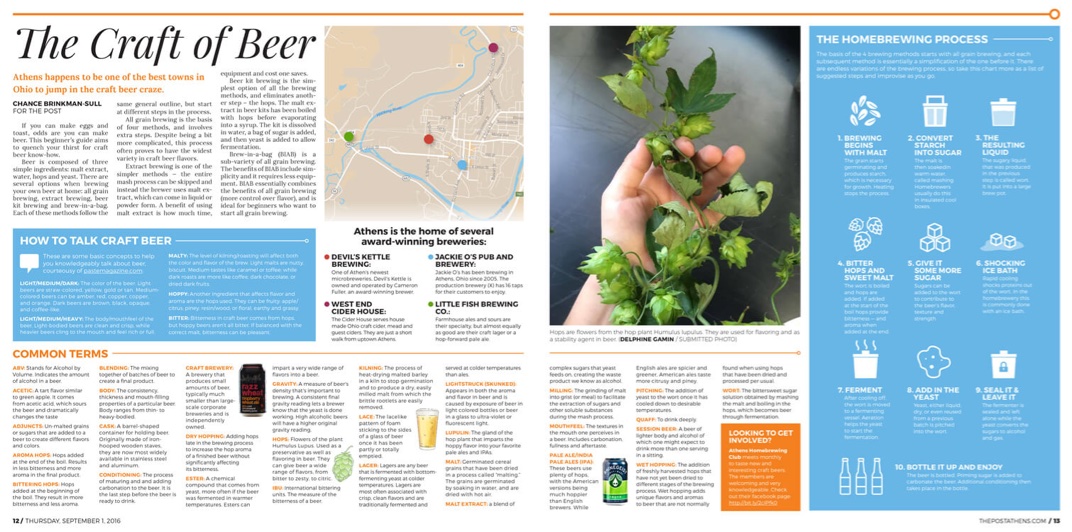 The Craft of Beer
Athens happens to be one of the best towns in
Ohio to jump in the craft beer craze.
CHANCE BRINKMAN-SULL
FOR THE POST
If you can make eggs and
toast, odds are you can make
beer. This beginner's guide aims
to quench your thirst for craft
beer know-how.
Beer is composed of three
simple ingredients: malt extract,
water, hops and yeast. There are
several options when brewing
your own beer at home: all grain
brewing, extract brewing, beer
kit brewing and brew-in-a-bag.
Each of these methods follow the
same general outline, but start
at different steps in the process.
All grain brewing is the basis
of four methods, and involves
extra steps. Despite being a bit
more complicated, this process
often proves to have the widest
variety in craft beer flavors.
Extract brewing is one of the
simpler methods — the entire
mash process can be skipped and
instead the brewer uses malt ex-
tract, which can come in liquid or
powder form. A benefit of using
malt extract is how much time,
equipment and cost one saves.
Beer kit brewing is the sim-
plest option of all the brewing
methods, and eliminates anoth-
er step — the hops. The malt ex-
tract in beer kits has been boiled
with hops before evaporating
into a syrup. The kit is dissolved
in water, a bag of sugar is added,
and then yeast is added to allow
fermentation.
Brew-in-a-bag (BIAB) is a
sub-variety of all grain brewing.
The benefits of BIAB include sim-
plicity and it requires less equip-
ment. BIAB essentially combines
the benefits of all grain brewing
(more control over flavor), and is
ideal for beginners who want to
start all grain brewing.
HOW TO TALK CRAFT BEER
These are some basic concepts to help
you knowledgeably talk about beer,
courteousy of pastemagazine.com.
LIGHT/MEDIUM/DARK: The color of the beer. Light
beers are straw colored, yellow, gold or tan. Medium-
colored beers can be amber, red, copper, copper,
and orange. Dark beers are brown, black, opaque,
and coffee-like.
LIGHT/MEDIUM/HEAVY: The body/mouthfeel of the
beer. Light-bodied beers are clean and crisp, while
heavier beers cling to the mouth and feel rich or full.
MALTY: The level of kilning/roasting will affect both
the color and flavor of the brew. Light malts are nutty,
biscuit. Medium tastes like caramel or toffee, while
dark roasts are more like coffee, dark chocolate, or
dried dark fruits.
HOPPY: Another ingredient that affects flavor and
aroma are the hops used. They can be fruity, apple/
citrus, piney, resin/wood or floral, earthy and grassy.
BITTER: Bitterness in craft beer comes from hops,
but hoppy beers aren't all bitter. If balanced with the
correct malt, bitterness can be pleasant.
Athens is the home of several
award-winning breweries:
DEVIL'S KETTLE
BREWING:
One of Athen's newest
microbreweries, Devil's Kettle is
owned and operated by Cameron
Fuller, an award-winning brewer.
WEST END
CIDER HOUSE:
The Cider Serves house
made Ohio craft cider, mead and
guest ciders. They are just a short
walk from uptown Athens.
JACKIE O'S PUB AND
BREWERY:
Jackie O's has been brewing in
Athens, Ohio since 2005. The
production brewery (#) has 16 taps
for their customers to enjoy.
LITTLE FISH BREWING
CO.:
Farmhouse ales and sours are
their specialty, but almost equally
as good are their craft lager or a
hop-forward pale ale.
COMMON TERMS
ABV: Stands for Alcohol by
Volume. Indicates the amount
of alcohol in a beer.
ACETIC: A tart flavor similar
to green apple, it comes
from acetic acid, which sours
the beer and dramatically
changes the taste.
ADJUNCTS: Un-malted grains
or sugars that are added to a
beer to create different flavors
and colors.
AROMA HOPS: Hops added
at the end of the boil. Results
in less bitterness and more
aroma in the final product.
BITTERING HOPS: Hops
added at the beginning of
the boil. They result in more
bitterness and less aroma.
BLENDING: The mixing
together of batches of beer to
create a final product.
BODY: The consistency,
thickness and mouth-filling
properties of a particular beer.
Body ranges from thin- to
heavy-bodied.
CASK: A barrel-shaped
container for holding beer.
Originally made of iron-
hooped wooden staves,
they are now most widely
available in stainless steel
and aluminum.
CONDITIONING: The process
of maturing and and adding
carbonation to the beer. It is
the last step before the beer is
ready to drink.
CRAFT BREWERY:
A brewery that
produces small
amounts of beer,
typically much
smaller than large-
scale corporate
breweries and is
independently
owned.
DRY HOPPING: Adding hops
late in the brewing process
to increase the hop aroma
of a finished beer without
significantly affecting
its bitterness.
ESTER: A chemical
compound that comes from
yeast, more often if the beer
was fermented in warmer
temperatures. Esters can
impart a very wide range of
flavors into a beer.
GRAVITY: A measure of beer's
density that's important to
brewing. A consistent final
gravity reading lets a brewer
know that the yeast is done
working. High alcoholic beers
will have a higher original
gravity reading.
HOPS: Flowers of the plant
Humulus Lupus. Used as a
preservative as well as
flavoring in beer. They
can give beer a wide
range of flavors, from
bitter to zesty, to citric.
IBU: International bittering
units. The measure of the
bitterness of a beer.
KILNING: The process of
heat drying malted barley
in a kiln to stop germination
and to produce a dry easily
milled malt from which the
brittle rootlets are easily
removed.
LACE: The lacelike
pattern of foam
sticking to the sides
of a glass of beer
once it has been
partly or totally
emptied.
LAGER: Lagers are any beer
that is fermented with bottom
fermenting yeast at colder
temperatures. Lagers are
most often associated with
crisp, clean flavors and are
traditionally fermented and
served at colder temperatures
than ales.
LIGHTSTRUCK (SKUNKED):
Appears in both the aroma
and flavor in beer and is
caused by exposure of beer in
light colored bottles or beer
in a glass to ultra-violet or
fluorescent light.
LUPULIN: The gland of the
hop plant that imparts the
hoppy flavor into your favorite
pale ales and IPAs.
MALT: Germinated cereal
grains that have been dried
in a process called "malting."
The grains are germinated
by soaking in water, and are
dried with hot air.
MALT EXTRACT: a blend of
12 / THURSDAY, SEPTEMBER 1, 2016
Hops are flowers from the hop plant Humulus lupulus. They are used for flavoring and as
a stability agent in beer. (DELPHINE GAMIN / SUBMITTED PHOTO)
complex sugars that yeast
feeds on, creating the waste
product we know as alcohol.
MILLING: The grinding of malt
into grist (or meal) to facilitate
the extraction of sugars and
other soluble substances
during the mash process.
MOUTHFEEL: The textures in
the mouth one perceives in
a beer. Includes carbonation,
fullness and aftertaste.
PALE ALE/INDIA
PALE ALES (IPA):
These beers use
plenty of hops,
with the American
versions being
much hoppier
than English
brewers. While
English ales are spicier and
greener, American ales taste
more citrusy and piney.
PITCHING: The addition of
yeast to the wort once it has
cooled down to desirable
temperatures.
QUAFF: To drink deeply.
SESSION BEER: A beer of
lighter body and alcohol of
which one might expect to
drink more than one serving
in a sitting.
WET HOPPING: The addition
of freshly harvested hops that
have not yet been dried to
different stages of the brewing
process. Wet hopping adds
unique flavors and aromas
to beer that are not normally
found when using hops
that have been dried and
processed per usual.
WORT: The bittersweet sugar
solution obtained by mashing
the malt and boiling in the
hops, which becomes beer
through fermentation.
LOOKING TO GET
INVOLVED?
Athens Homebrewing
Club meets monthly
to taste new and
interesting craft beers.
The members are
welcoming and very
knowledgeable. Check
out their facebook page:
THE HOMEBREWING PROCESS
The basis of the 4 brewing methods starts with all grain brewing, and each
subsequent method is essentially a simplification of the one before it. There
are endless variations of the brewing process, so take this chart more as a list of
suggested steps and improvise as you go.
1. BREWING
BEGINS
WITH MALT
The grain starts
germinating and
produces starch,
which is necessary
for growth. Heating
stops the process.
2. CONVERT
STARCH
INTO SUGAR
The malt is
then soaked in
warm water,
called mashing.
Homebrewers
usually do this
in insulated cool
boxes.
3. THE
RESULTING
LIQUID
The sugary liquid
that was produced
in the previous
step is called wort.
It is put into a large
brew pot.
4. BITTER
HOPS AND
SWEET MALT
The wort is boiled
and hops are
added. If added
at the start of the
boil hops provide
bitterness — and
aroma when
added at the end.
5. GIVE IT
SOME MORE
SUGAR
Sugars can be
added to the wort
to contribute to
the wort's flavor,
texture and
strength.
6. SHOCKING
ICE BATH
Rapid cooling
shocks proteins out
of the wort. In the
homebrewery this
is commonly done
with an ice bath.
7. FERMENT
After cooling off,
the wort is moved
to a fermenting
vessel. Aeration
helps the yeast
to start the
fermentation.
8. ADD IN THE
YEAST
Yeast, either liquid,
dry, or even reused
from a previous
batch is pitched
into the wort.
9. SEAL IT &
LEAVE IT
The fermenter is
sealed and left
alone while the
yeast converts the
sugars to alcohol
and gas.
10. BOTTLE IT UP AND ENJOY
The beer is bottled. Priming sugar is added to
carbonate the beer. Additional conditioning then
takes place in the bottle.
THEPOSTATHENS.COM / 13